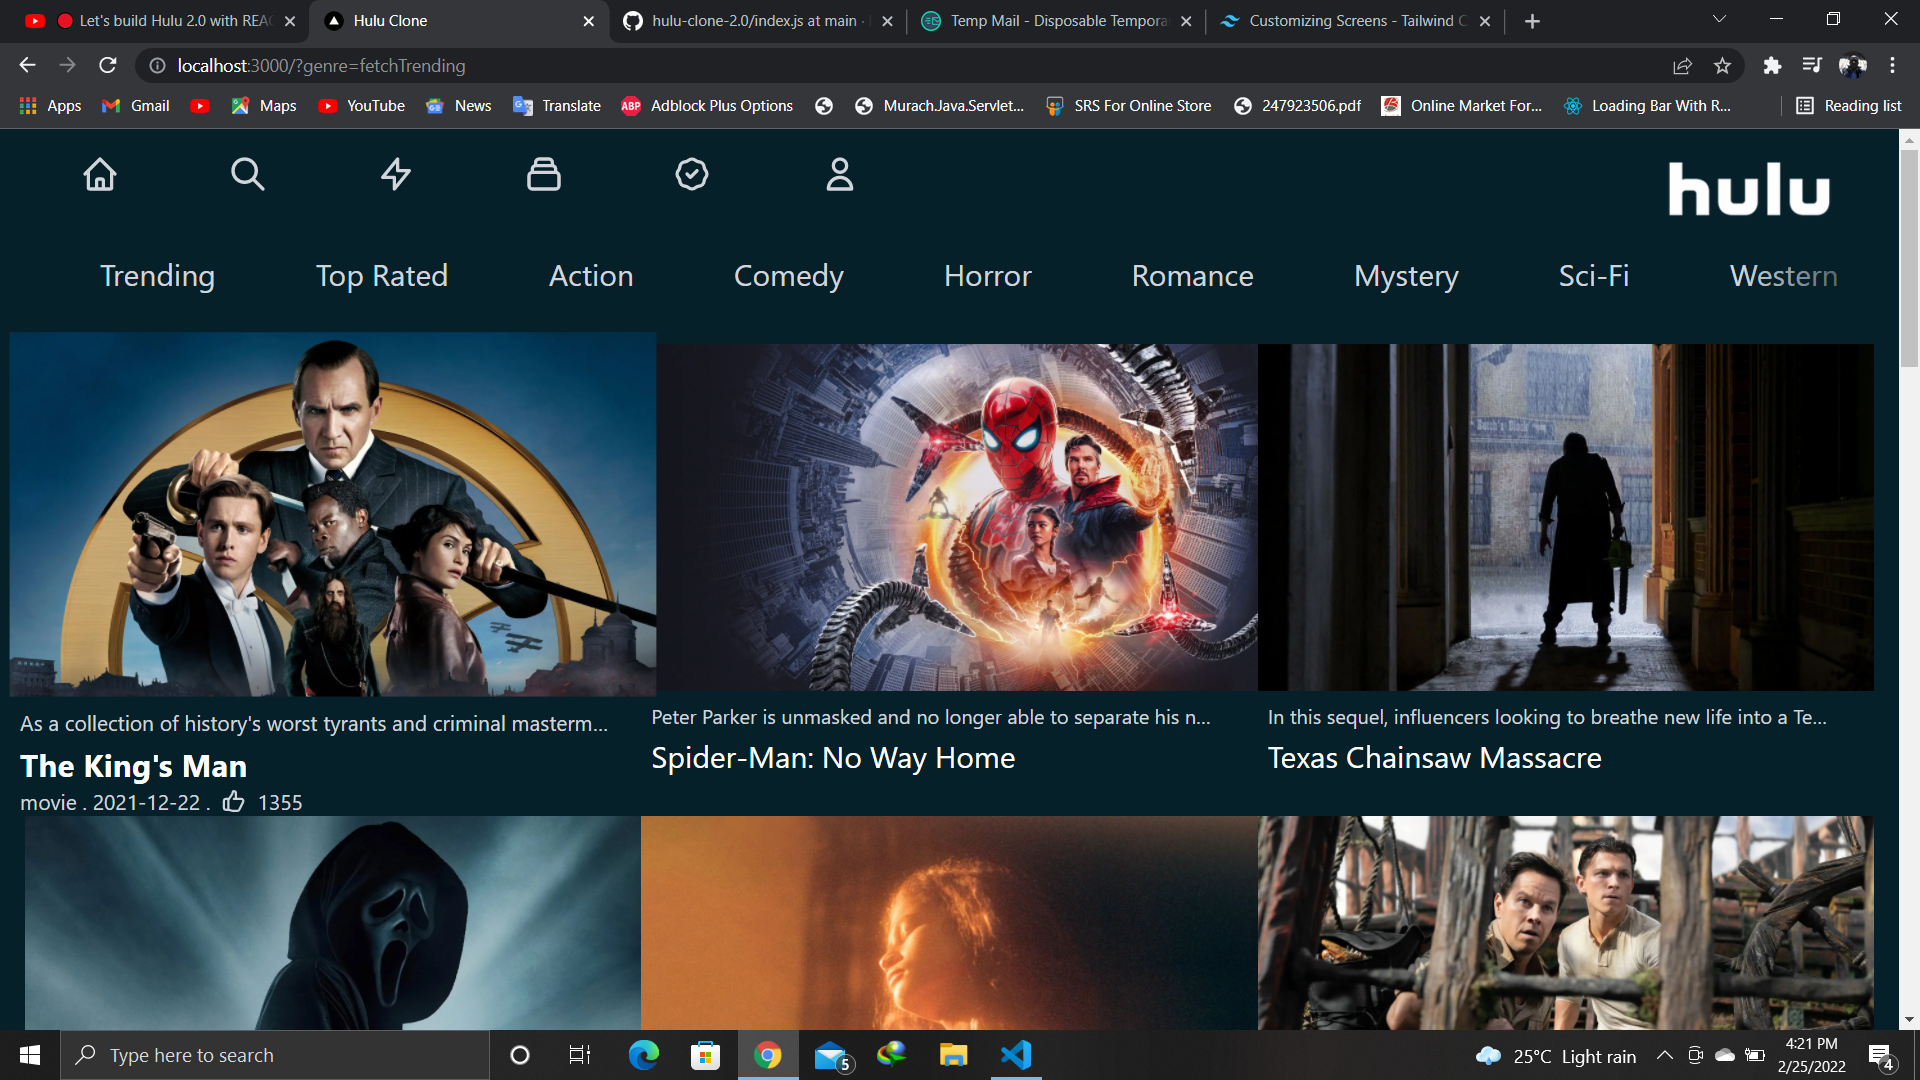 Let's build Hulu 2.0 with REAC
Hulu Clone
hulu-clone-2.0/index.js at main ·
Temp Mail - Disposable Tempora
Customizing Screens - Tailwind C
localhost:3000/?genre=fetchTrending
Apps
Gmail
Maps
YouTube
News
Translate
ABP
Adblock Plus Options
Murach.Java.Servlet...
SRS For Online Store
247923506.pdf
Online Market For...
Loading Bar With R...
Reading list
hulu
Trending
Top Rated
Action
Comedy
Horror
Romance
Mystery
Sci-Fi
Western
As a collection of history's worst tyrants and criminal masterm...
The King's Man
movie . 2021-12-22 . 1355
Peter Parker is unmasked and no longer able to separate his n...
Spider-Man: No Way Home
In this sequel, influencers looking to breathe new life into a Te...
Texas Chainsaw Massacre
Type here to search
5
25°C Light rain
4:21 PM
2/25/2022
4